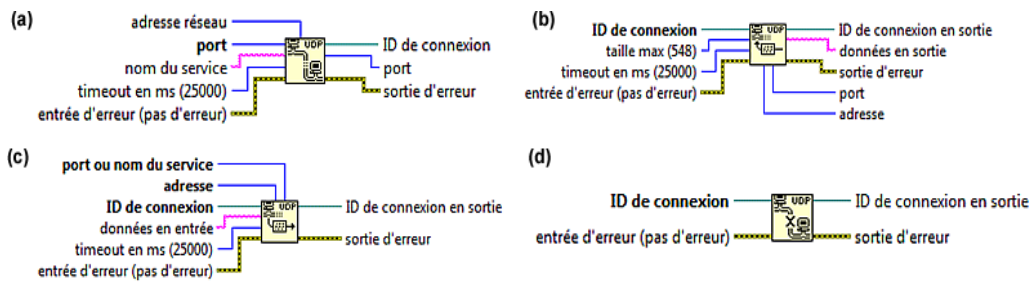 (a)
adresse réseau
port
nom du service
timeout en ms (25000)
entrée d'erreur (pas d'erreur)
UDP
ID de connexion
port
sortie d'erreur
(b)
ID de connexion
taille max (548)
timeout en ms (25000)
entrée d'erreur (pas d'erreur)
UDP
ID de connexion en sortie
données en sortie
sortie d'erreur
port
adresse
(c)
port ou nom du service
adresse
ID de connexion
données en entrée
timeout en ms (25000)
entrée d'erreur (pas d'erreur)
UDP
ID de connexion en sortie
sortie d'erreur
(d)
ID de connexion
entrée d'erreur (pas d'erreur)
UDP
ID de connexion en sortie
sortie d'erreur